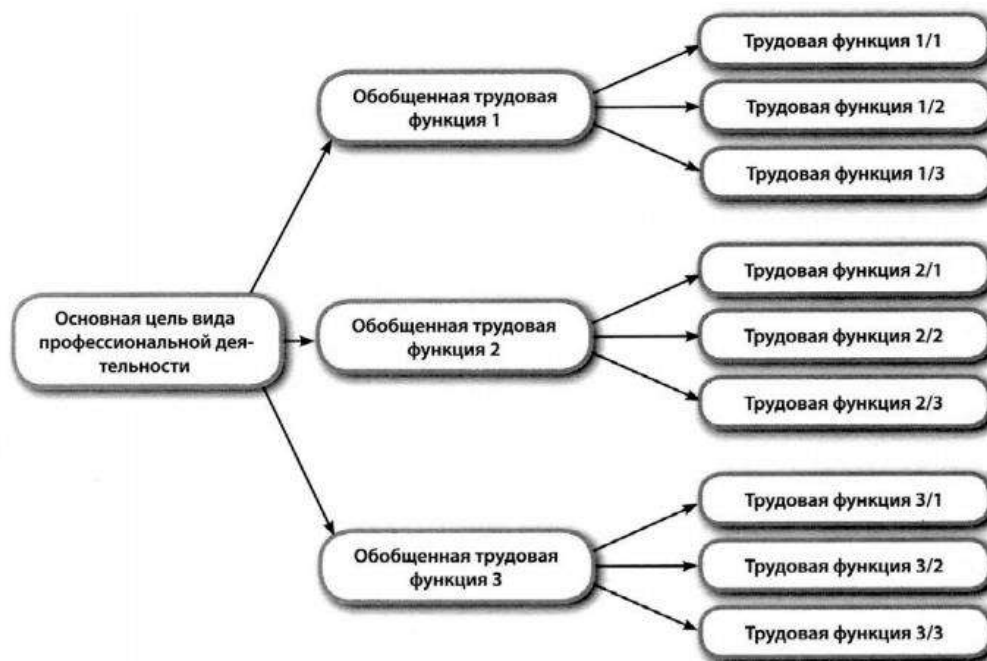 Трудовая функция 1/1
Обобщенная трудовая
функция 1
Трудовая функция 1/2
Трудовая функция 1/3
Основная цель вида
профессиональной дея-
тельности
Обобщенная трудовая
функция 2
Трудовая функция 2/1
Трудовая функция 2/2
Трудовая функция 2/3
Обобщенная трудовая
функция 3
Трудовая функция 3/1
Трудовая функция 3/2
Трудовая функция 3/3